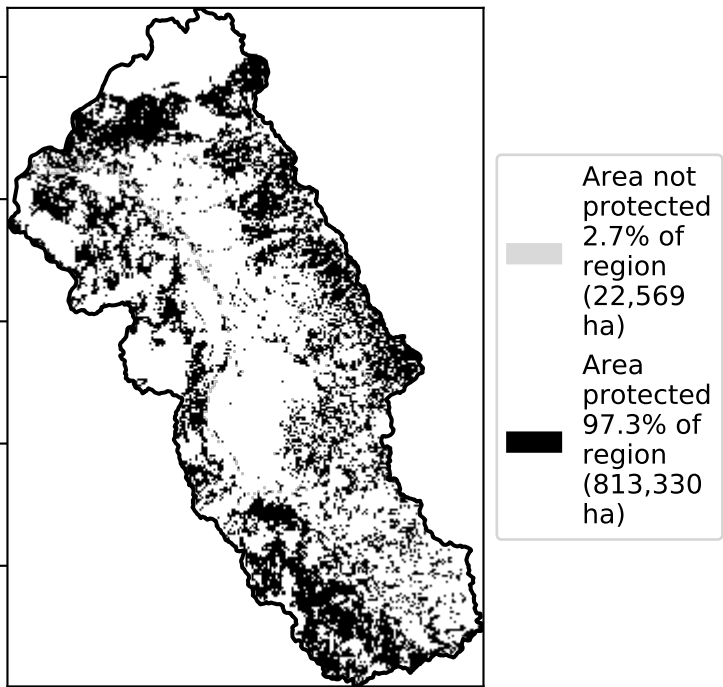 Area not
protected
2.7% of
region
(22,569
ha)
Area
protected
97.3% of
region
(813,330
ha)